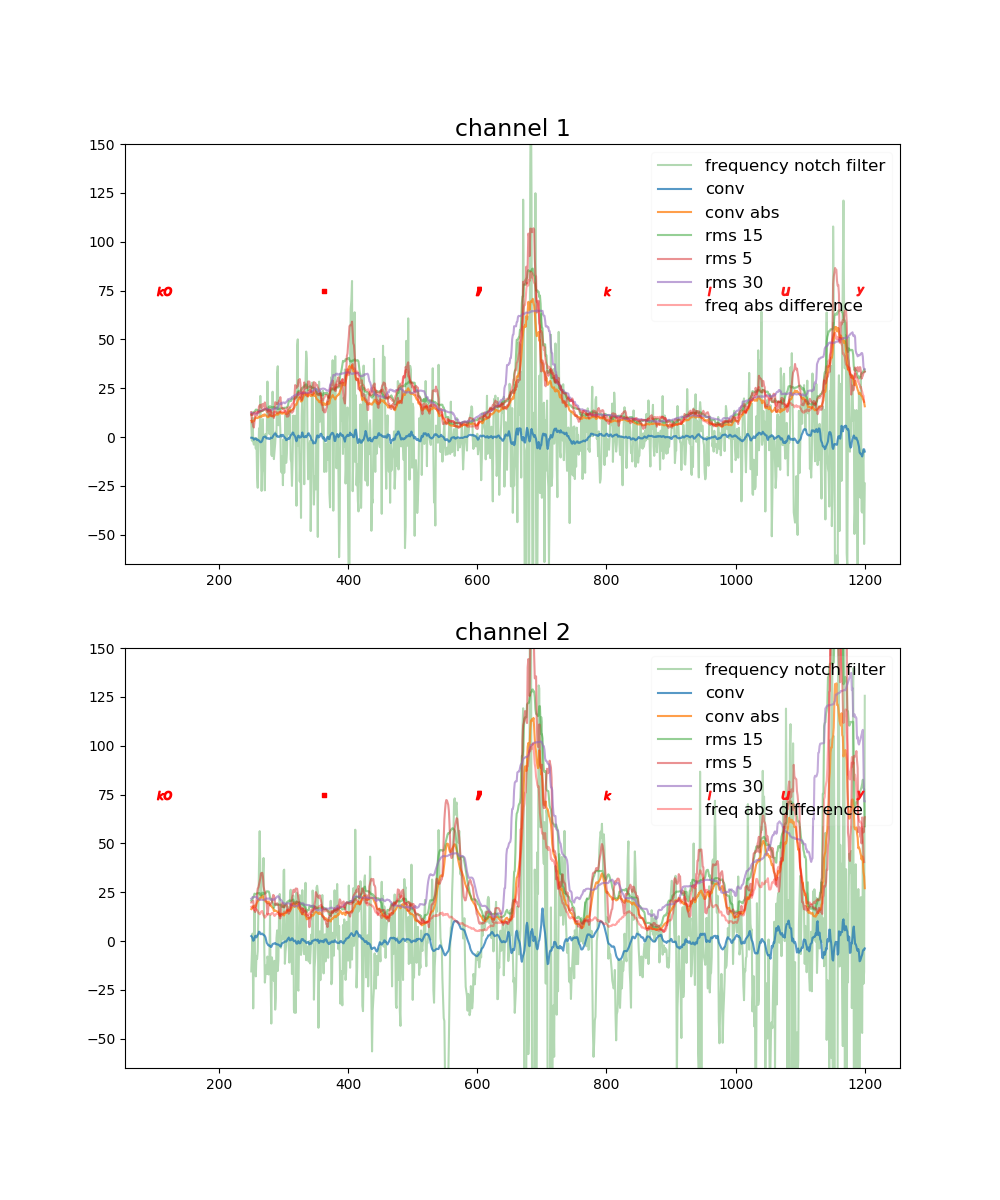 channel 1
150
125
100
75
50
25
0
−25
−50
frequency notch filter
conv
conv abs
rms 15
rms 5
rms 30
freq abs difference
k0 . , k i u y
200 400 600 800 1000 1200
channel 2
150
125
100
75
50
25
0
−25
−50
frequency notch filter
conv
conv abs
rms 15
rms 5
rms 30
freq abs difference
k0 . , k i u y
200 400 600 800 1000 1200